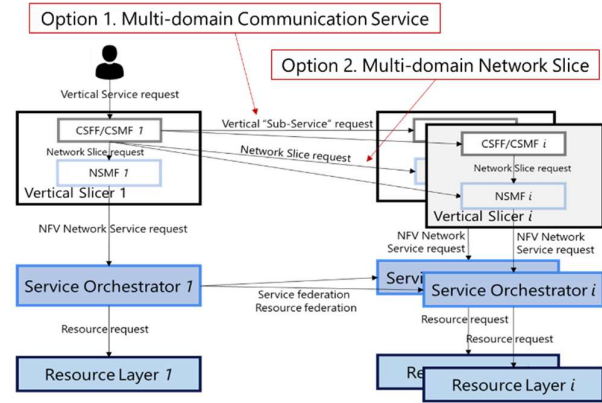 Option 1. Multi-domain Communication Service
Option 2. Multi-domain Network Slice
Vertical Service request
CSFF/CSMF 1
Vertical "Sub-Service" request
CSFF/CSMF i
Network Slice request
Network Slice request
Network Slice request
NSMF 1
NSMF i
Vertical Slicer 1
Vertical Slicer i
NFV Network Service request
NFV Network
Service request
NFV Network
Service request
Servi
Service Orchestrator 1
Service Orchestrator i
Service federation
Resource federation
Resource request
Resource request
Resource request
Re
Resource Layer 1
Resource Layer i